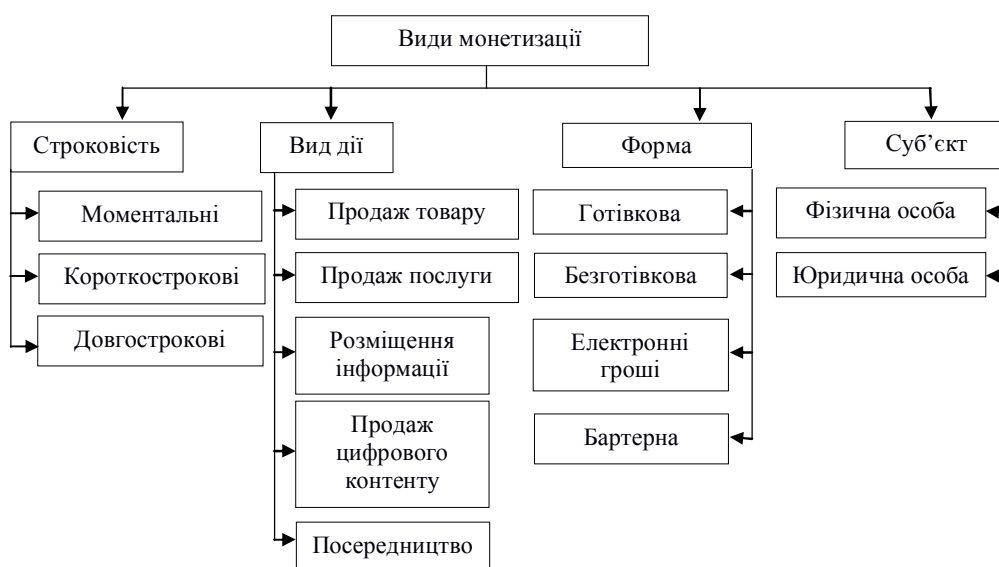 Види монетизації
Строковість
Моментальні
Короткострокові
Довгострокові
Вид дії
Продаж товару
Продаж послуги
Розміщення
інформації
Продаж
цифрового
контенту
Посередництво
Форма
Готівкова
Безготівкова
Електронні
гроші
Бартерна
Суб’єкт
Фізична особа
Юридична особа